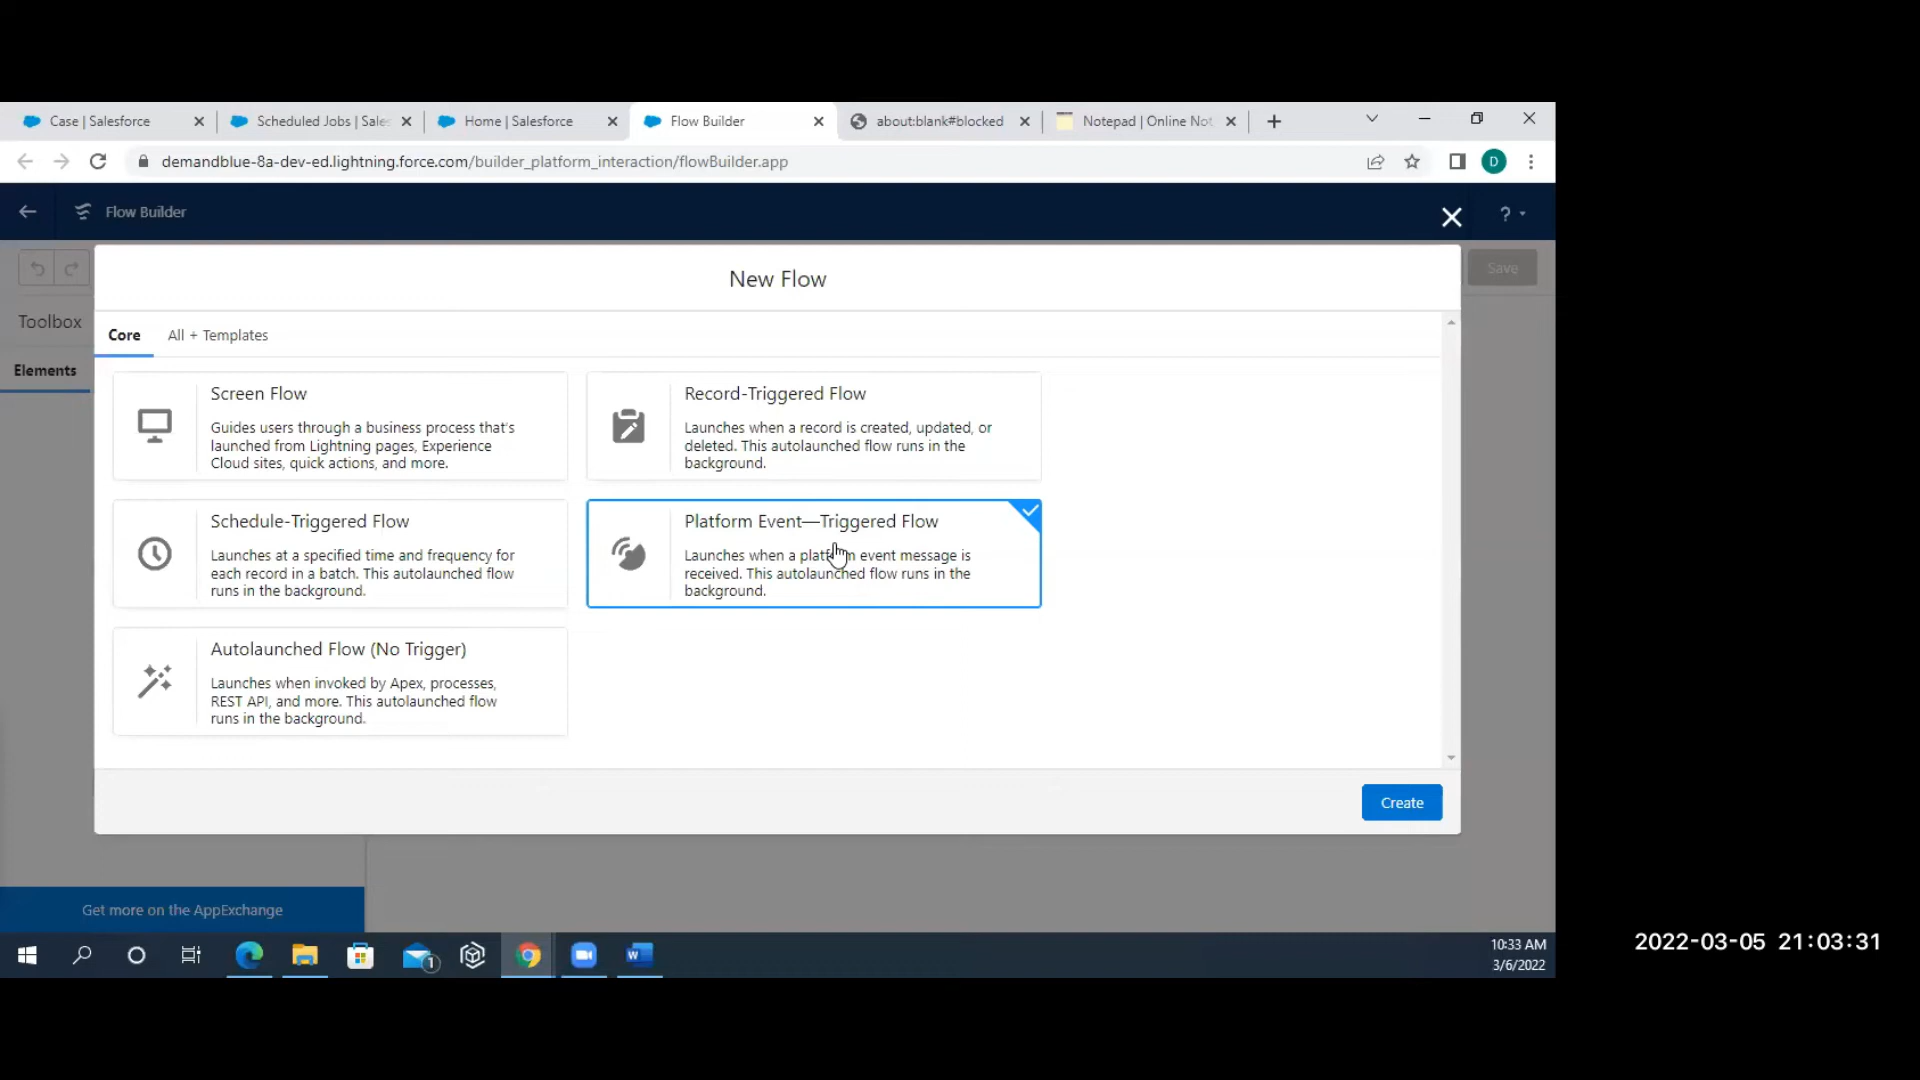 Case | Salesforce
Scheduled Jobs | Sale
Home | Salesforce
Flow Builder
about:blank#blocked
Notepad | Online Not
demandblue-8a-dev-ed.lightning.force.com/builder_platform_interaction/flowBuilder.app
D
Flow Builder
?
New Flow
Save
Toolbox
Core
All + Templates
Elements
Screen Flow
Guides users through a business process that's
launched from Lightning pages, Experience
Cloud sites, quick actions, and more.
Record-Triggered Flow
Launches when a record is created, updated, or
deleted. This autolaunched flow runs in the
background.
Schedule-Triggered Flow
Launches at a specified time and frequency for
each record in a batch. This autolaunched flow
runs in the background.
Platform Event—Triggered Flow
Launches when a platform event message is
received. This autolaunched flow runs in the
background.
Autolaunched Flow (No Trigger)
Launches when invoked by Apex, processes,
REST API, and more. This autolaunched flow
runs in the background.
Create
Get more on the AppExchange
1
W
10:33 AM
3/6/2022
2022-03-05 21:03:31